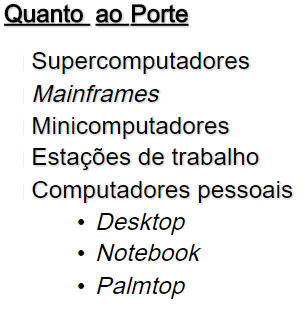 Quanto ao Porte
Supercomputadores
Mainframes
Minicomputadores
Estações de trabalho
Computadores pessoais
• Desktop
• Notebook
• Palmtop